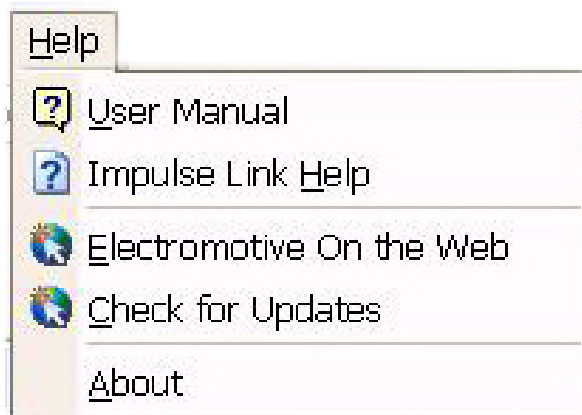 Help
User Manual
Impulse Link Help
Electromotive On the Web
Check for Updates
About